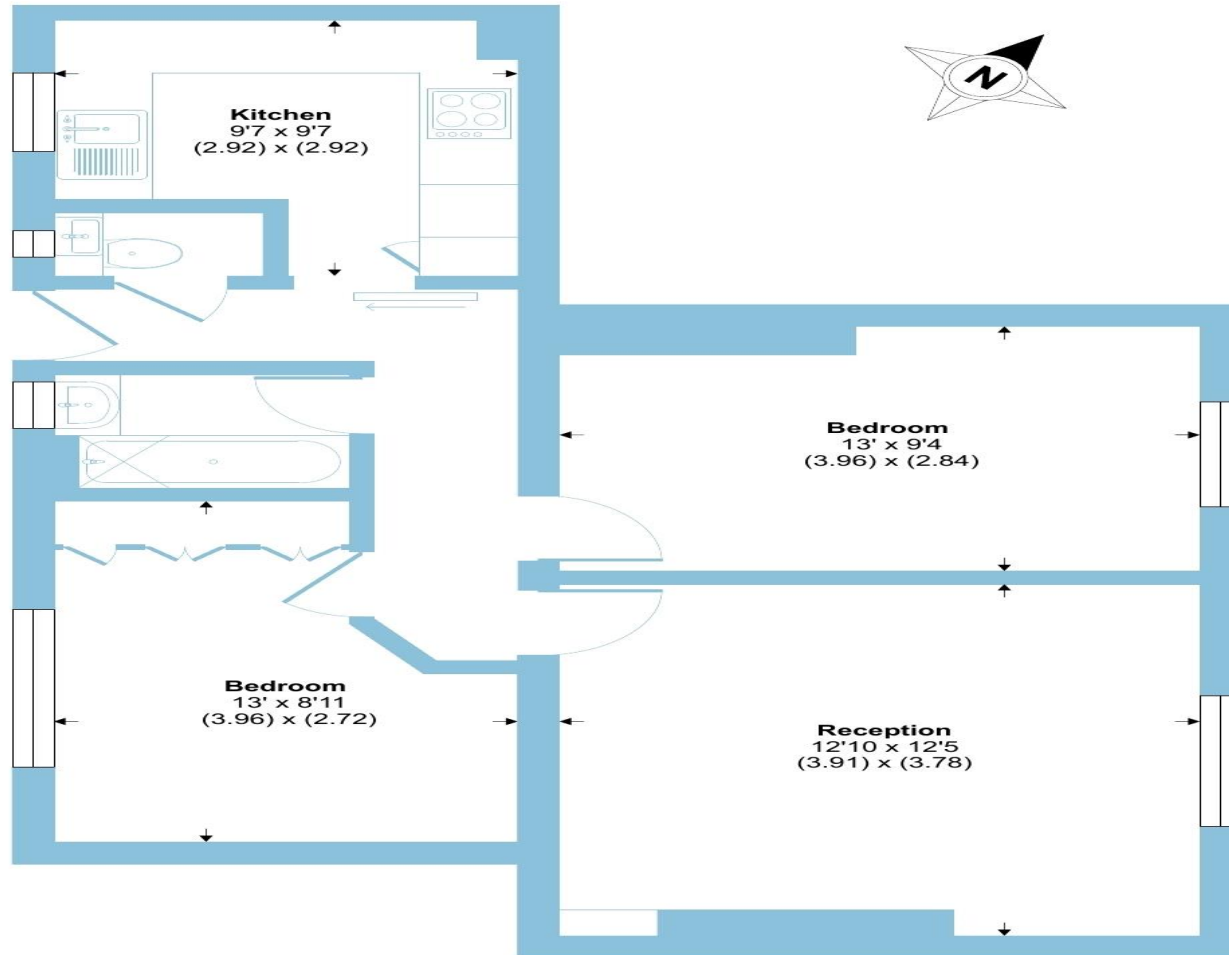 N
Kitchen
9'7 x 9'7
(2.92) x (2.92)
Bedroom
13' x 9'4
(3.96) x (2.84)
Bedroom
13' x 8'11
(3.96) x (2.72)
Reception
12'10 x 12'5
(3.91) x (3.78)